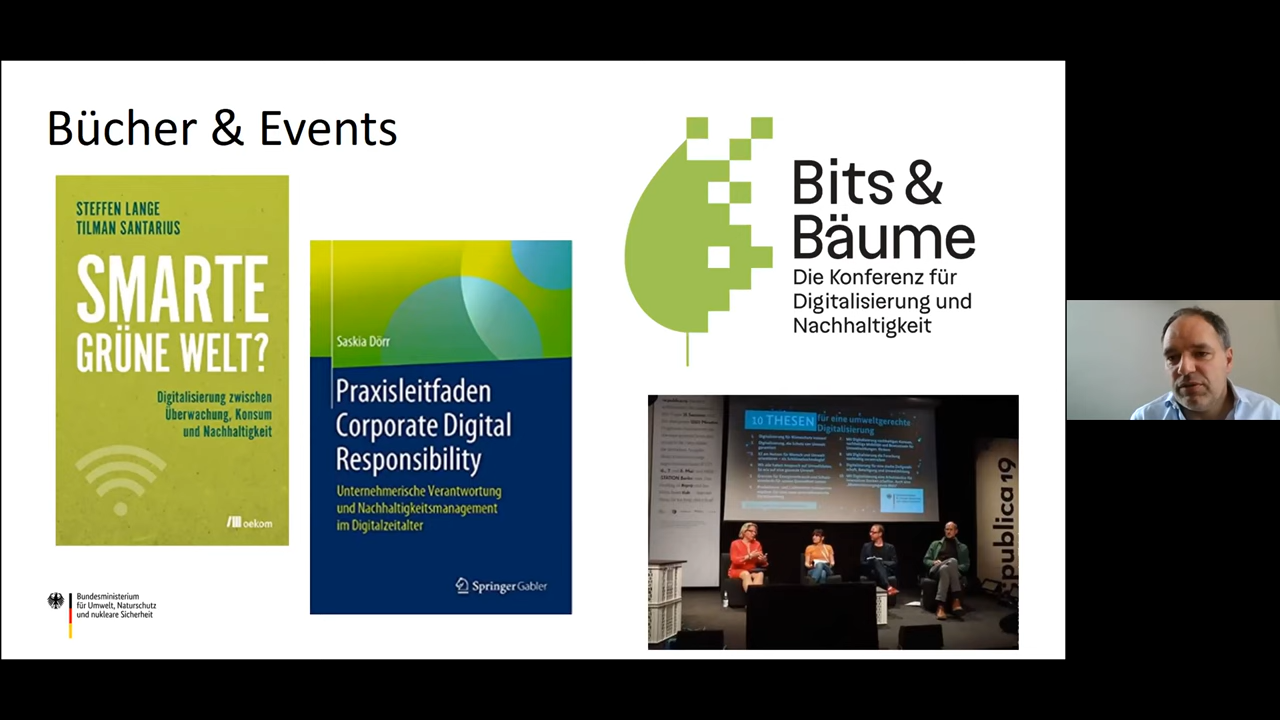 Bücher & Events
STEFFEN LANGE
TILMAN SANTARIUS
SMARTE
GRÜNE WELT?
Digitalisierung zwischen
Überwachung, Konsum
und Nachhaltigkeit
oekom
Saskia Dörr
Praxisleitfaden
Corporate Digital
Responsibility
Unternehmerische Verantwortung
und Nachhaltigkeitsmanagement
im Digitalzeitalter
Springer Gabler
Bits &
Bäume
Die Konferenz für
Digitalisierung und
Nachhaltigkeit
10 THESEN für eine umweltgerechte
Digitalisierung
publica 19
Bundesministerium
für Umwelt, Naturschutz
und nukleare Sicherheit